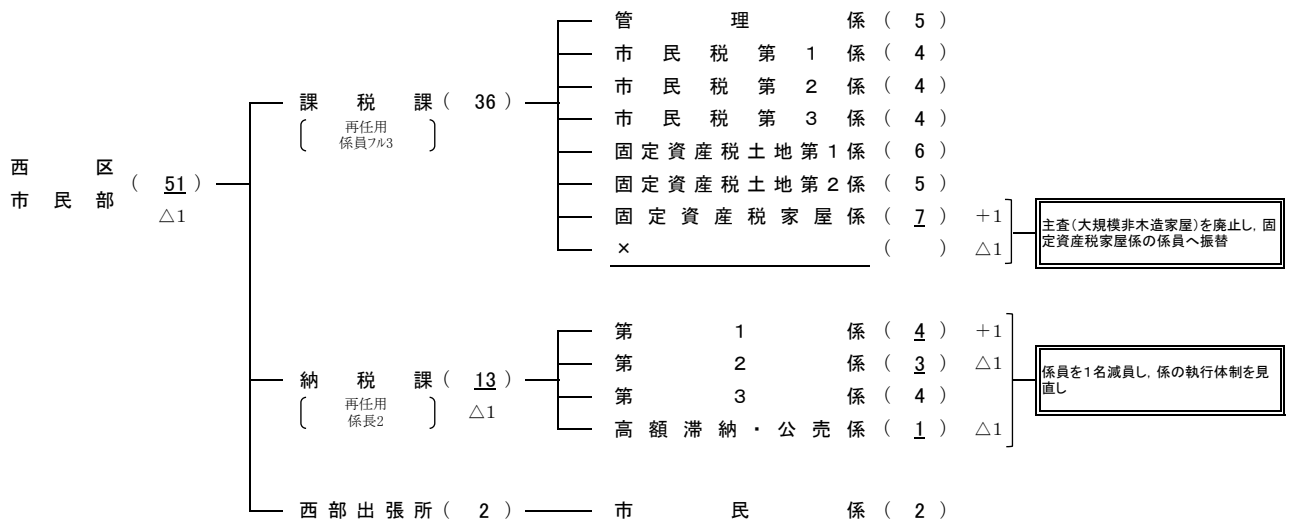 管理係（5）
市民税第1係（4）
課税課（36）
市民税第2係（4）
再任用
係員フル3
市民税第3係（4）
固定資産税土地第1係（6）
西区
市民部
（51）
△1
固定資産税土地第2係（5）
固定資産税家屋係（7）+1
×（　）△1
主査(大規模非木造家屋)を廃止し，固
定資産税家屋係の係員へ振替
第1係（4）+1
第2係（3）△1
納税課（13）
△1
再任用
係長2
第3係（4）
高額滞納・公売係（1）△1
係員を1名減員し，係の執行体制を見
直し
西部出張所（2）
市民係（2）